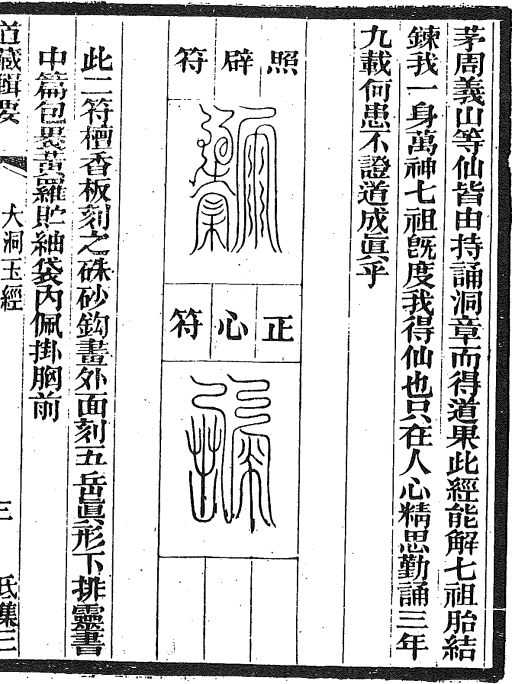 茅周義山等仙皆由持誦洞章而得道果此經能解七祖胎結
鍊我一身萬神七祖旣度我得仙也只在人心精思勤誦三年
九載何患不證道成眞乎
照辟符
正心符
此二符檀香板刻之硃砂鈎畫外面刻五岳眞形下排靈書
中篇包畏黃羅貯紬袋內佩掛胸前
道藏輯要
大洞玉經
三
氐集三